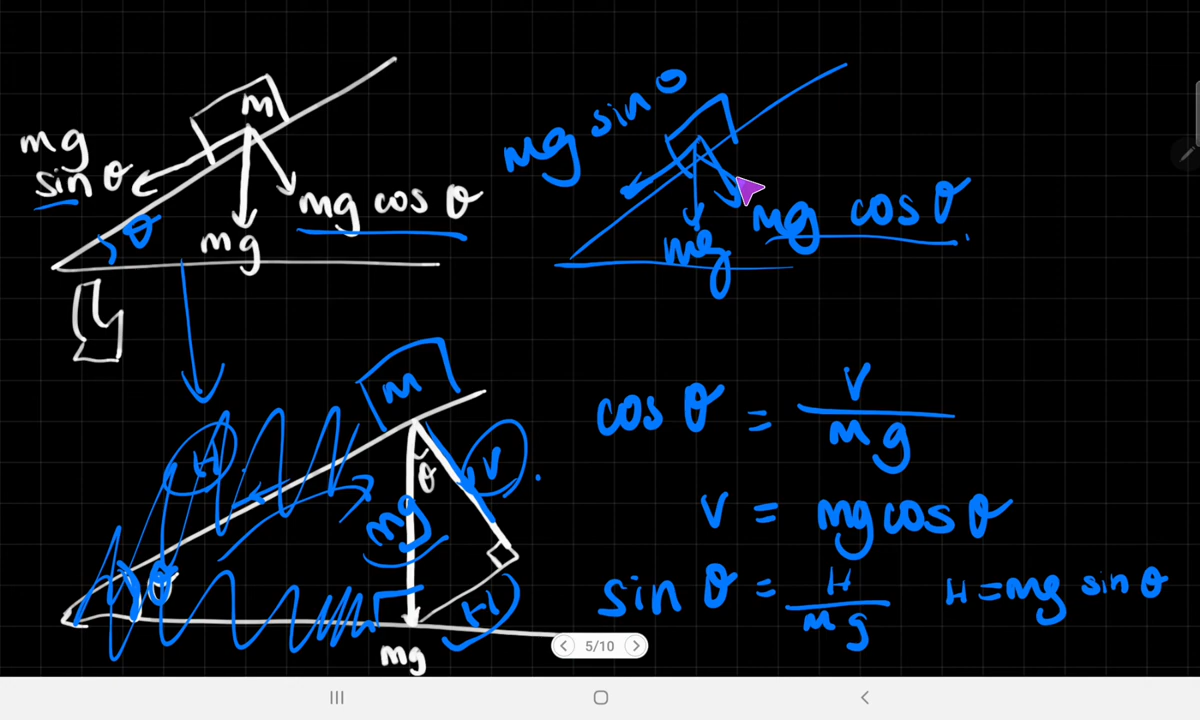 M
mg
sin θ
θ
mg cos θ
mg
mg sin θ
mg
mg cos θ
M
H
V
θ
mg
θ
H
mg
cos θ = V / mg
V = mg cos θ
sin θ = H / mg
H = mg sin θ
5/10